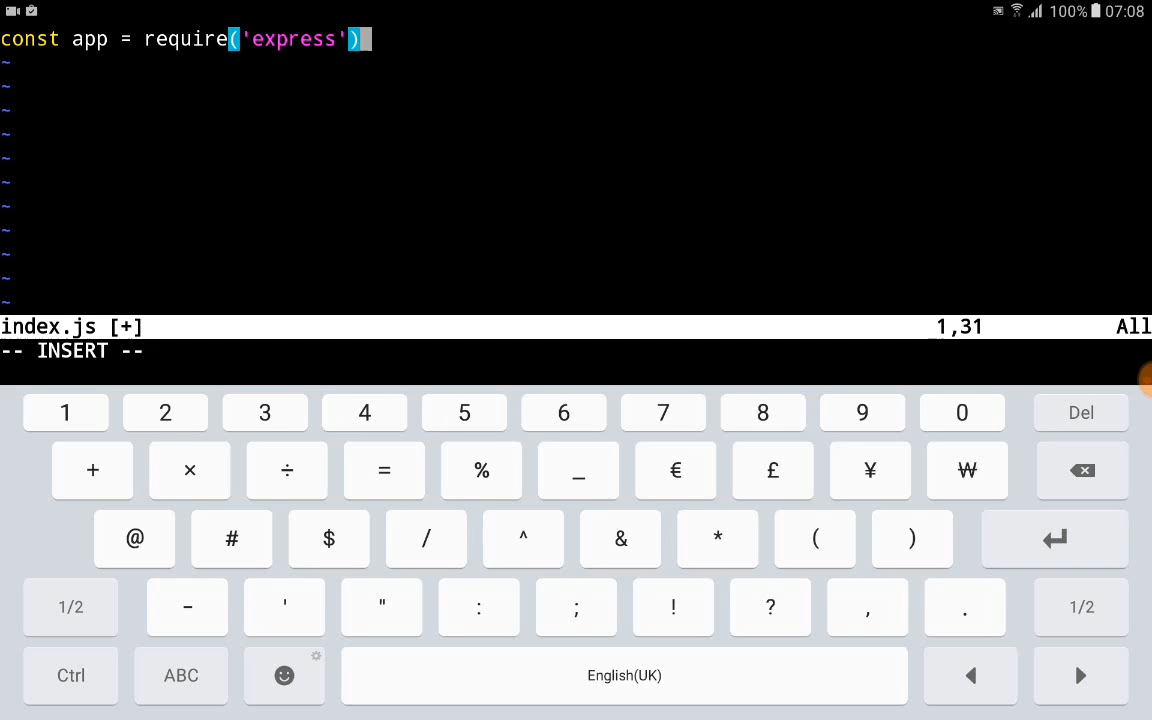 100% 07:08
const app = require('express')
~
~
~
~
~
~
~
~
~
~
~
index.js [+] 1,31 All
-- INSERT --
1 2 3 4 5 6 7 8 9 0 Del
+ × ÷ = % _ € £ ¥ ₩
@ # $ / ^ & * ( )
1/2 - ' " : ; ! ? , . 1/2
Ctrl ABC English(UK)